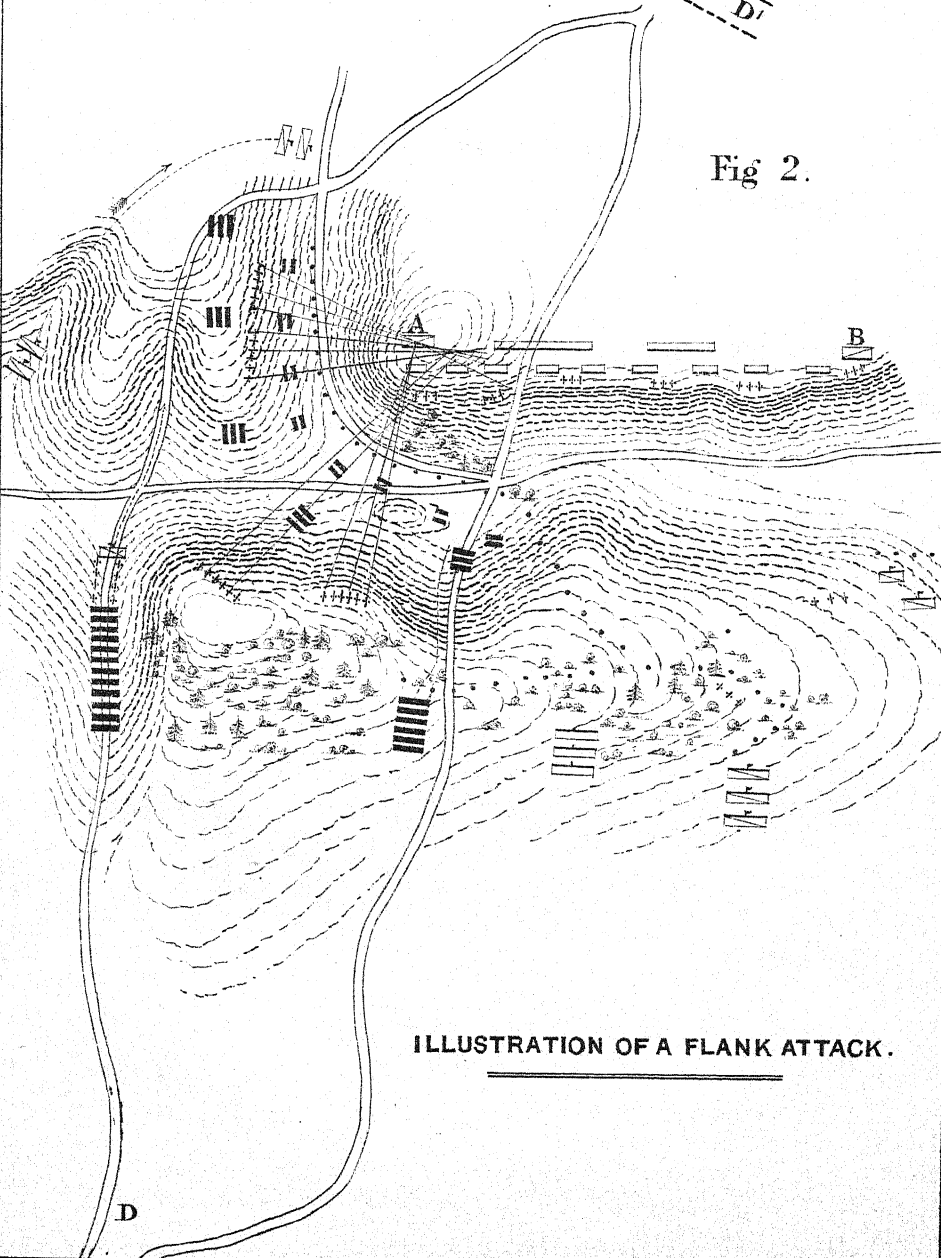 D'
Fig 2.
A
B
ILLUSTRATION OF A FLANK ATTACK.
D